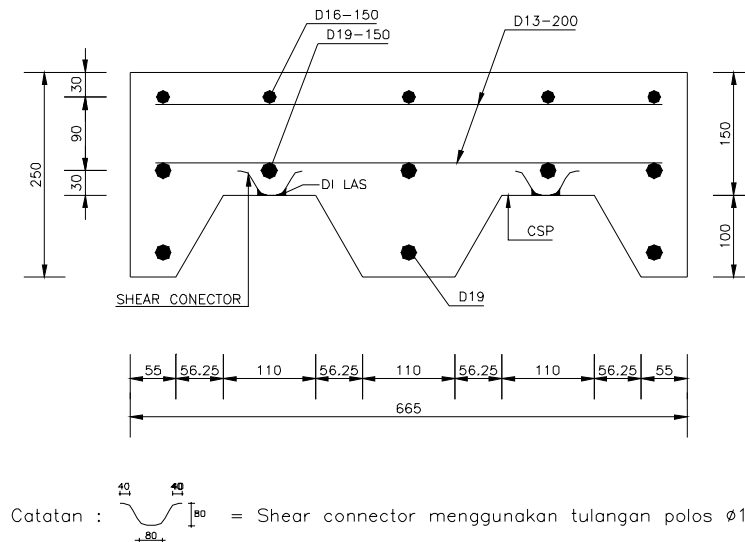 D16-150
D19-150
D13-200
30
90
30
250
150
100
DI LAS
CSP
SHEAR CONECTOR
D19
55
56.25
110
56.25
110
56.25
110
56.25
55
665
40
40
80
80
Catatan : = Shear connector menggunakan tulangan polos ø1